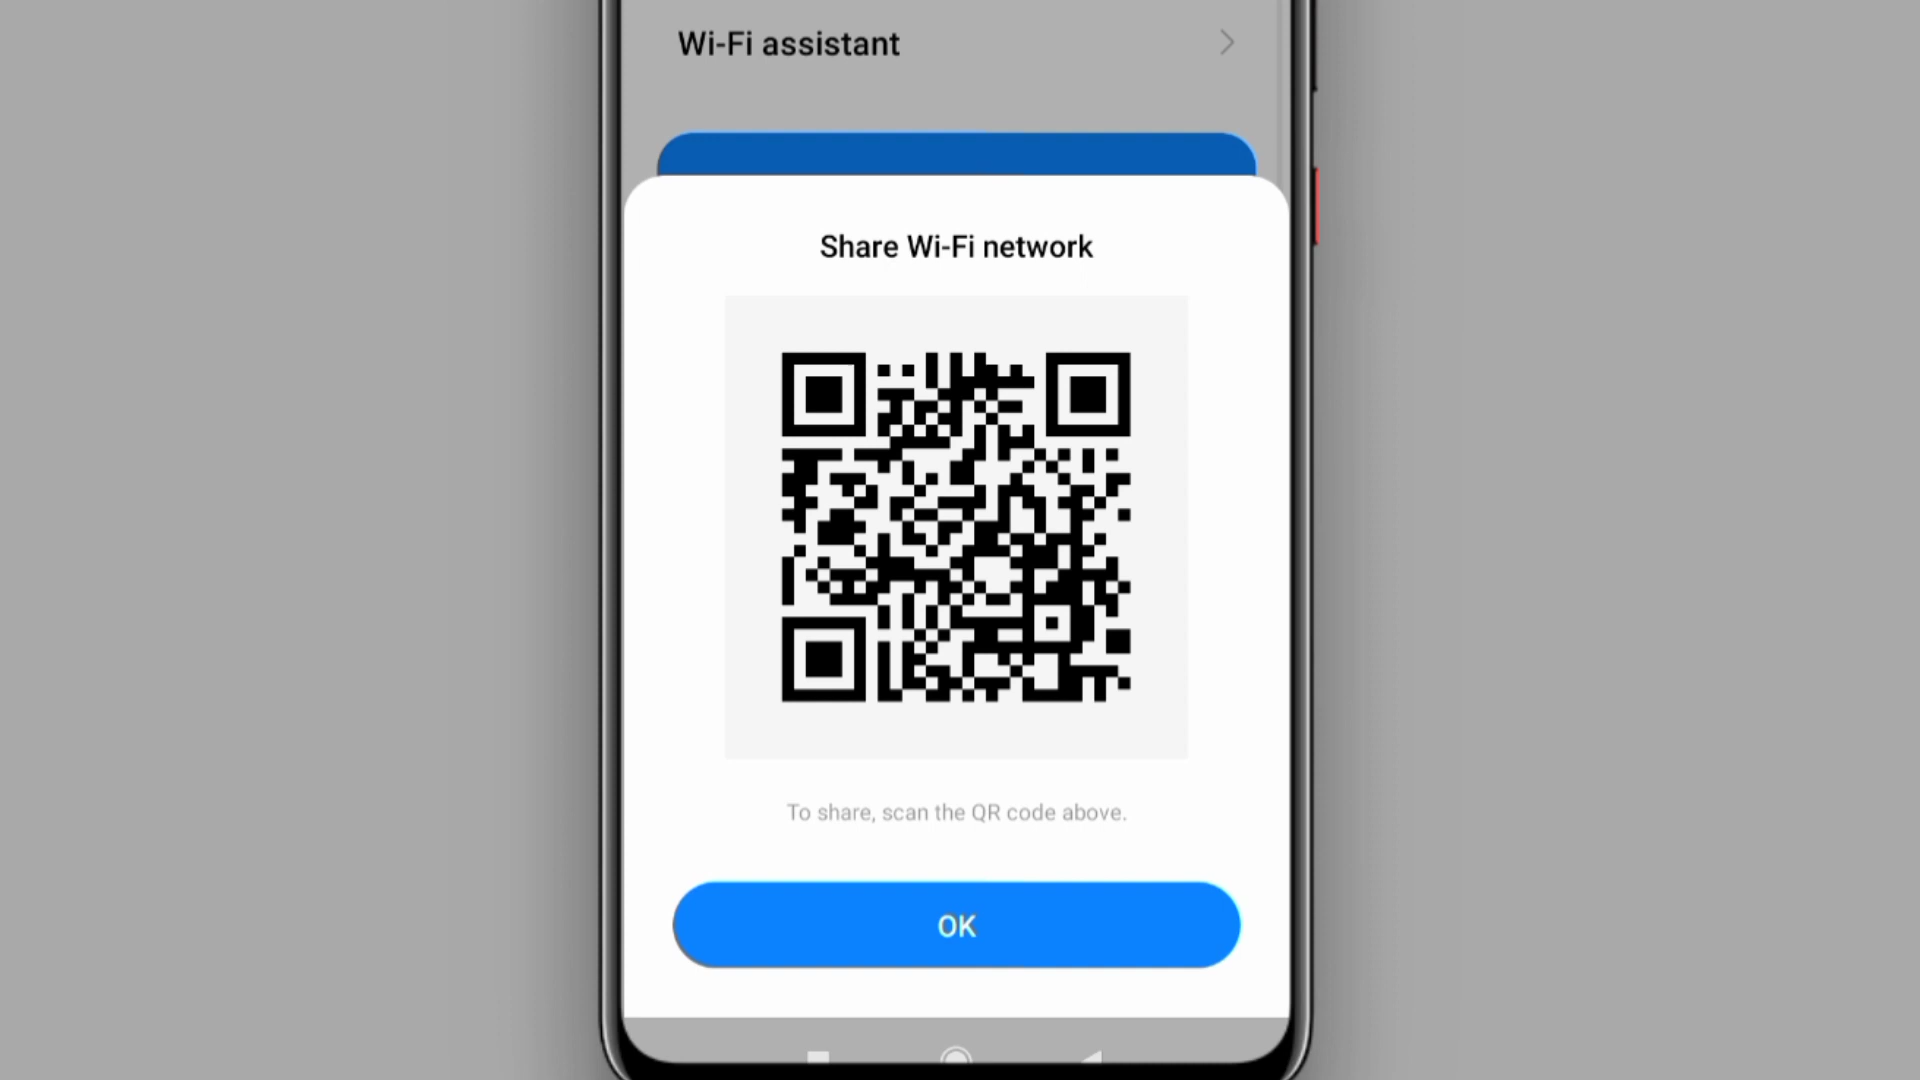 Wi-Fi assistant
Share Wi-Fi network
To share, scan the QR code above.
OK